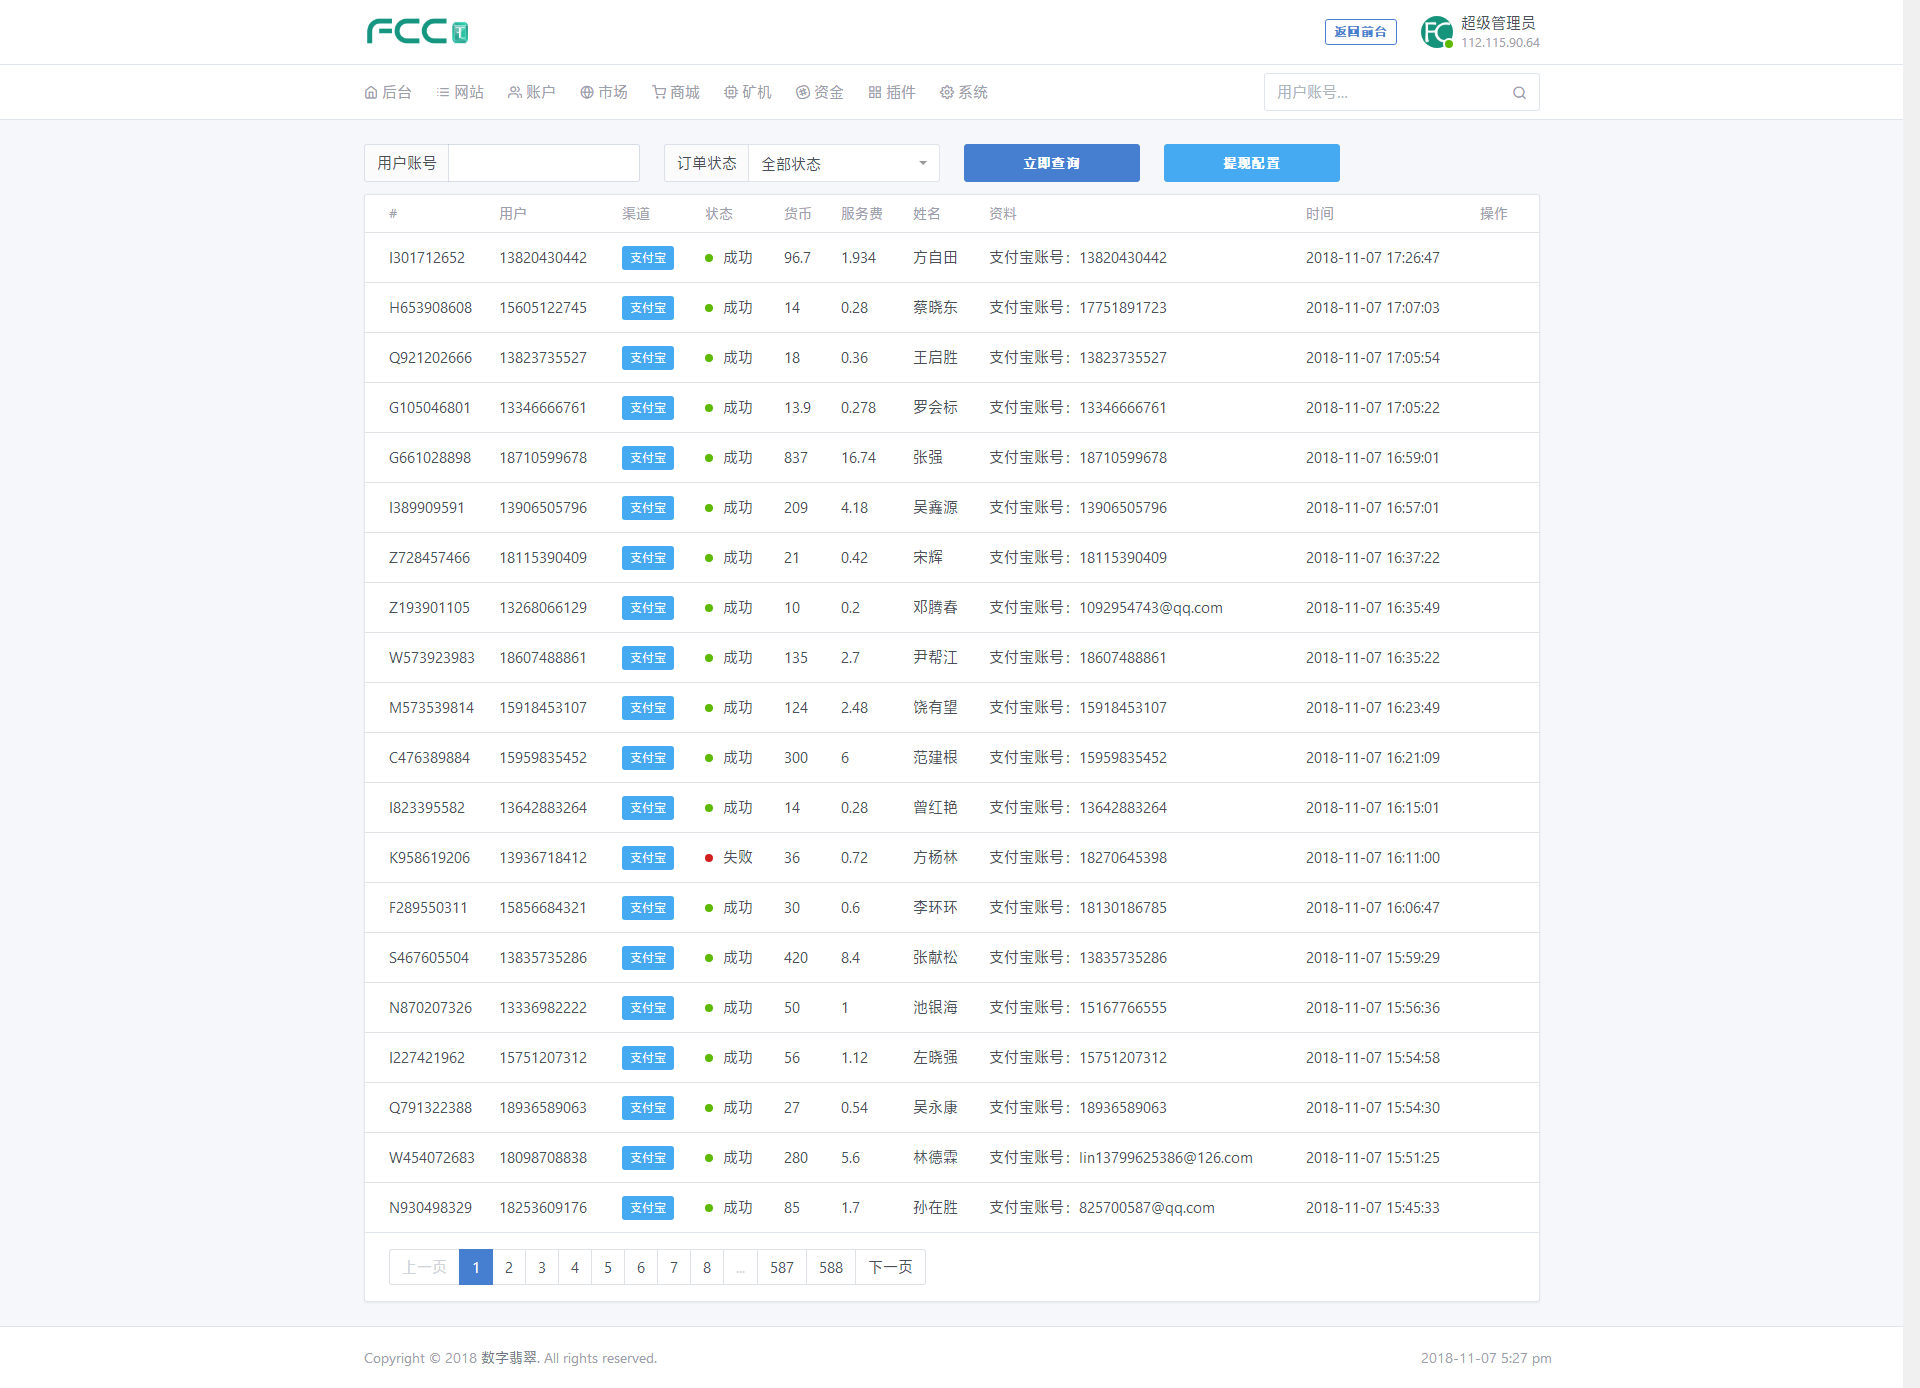 FCC
返回前台
超级管理员
112.115.90.64
后台 网站 账户 市场 商城 矿机 资金 插件 系统 用户账号...
用户账号 订单状态 全部状态 立即查询 提现配置
# 用户 渠道 状态 货币 服务费 姓名 资料 时间 操作
I301712652 13820430442 支付宝 成功 96.7 1.934 方自田 支付宝账号：13820430442 2018-11-07 17:26:47
H653908608 15605122745 支付宝 成功 14 0.28 蔡晓东 支付宝账号：17751891723 2018-11-07 17:07:03
Q921202666 13823735527 支付宝 成功 18 0.36 王启胜 支付宝账号：13823735527 2018-11-07 17:05:54
G105046801 13346666761 支付宝 成功 13.9 0.278 罗会标 支付宝账号：13346666761 2018-11-07 17:05:22
G661028898 18710599678 支付宝 成功 837 16.74 张强 支付宝账号：18710599678 2018-11-07 16:59:01
I389909591 13906505796 支付宝 成功 209 4.18 吴鑫源 支付宝账号：13906505796 2018-11-07 16:57:01
Z728457466 18115390409 支付宝 成功 21 0.42 宋辉 支付宝账号：18115390409 2018-11-07 16:37:22
Z193901105 13268066129 支付宝 成功 10 0.2 邓腾春 支付宝账号：1092954743@qq.com 2018-11-07 16:35:49
W573923983 18607488861 支付宝 成功 135 2.7 尹帮江 支付宝账号：18607488861 2018-11-07 16:35:22
M573539814 15918453107 支付宝 成功 124 2.48 饶有望 支付宝账号：15918453107 2018-11-07 16:23:49
C476389884 15959835452 支付宝 成功 300 6 范建根 支付宝账号：15959835452 2018-11-07 16:21:09
I823395582 13642883264 支付宝 成功 14 0.28 曾红艳 支付宝账号：13642883264 2018-11-07 16:15:01
K958619206 13936718412 支付宝 失败 36 0.72 方杨林 支付宝账号：18270645398 2018-11-07 16:11:00
F289550311 15856684321 支付宝 成功 30 0.6 李环环 支付宝账号：18130186785 2018-11-07 16:06:47
S467605504 13835735286 支付宝 成功 420 8.4 张献松 支付宝账号：13835735286 2018-11-07 15:59:29
N870207326 13336982222 支付宝 成功 50 1 池银海 支付宝账号：15167766555 2018-11-07 15:56:36
I227421962 15751207312 支付宝 成功 56 1.12 左晓强 支付宝账号：15751207312 2018-11-07 15:54:58
Q791322388 18936589063 支付宝 成功 27 0.54 吴永康 支付宝账号：18936589063 2018-11-07 15:54:30
W454072683 18098708838 支付宝 成功 280 5.6 林德霖 支付宝账号：lin13799625386@126.com 2018-11-07 15:51:25
N930498329 18253609176 支付宝 成功 85 1.7 孙在胜 支付宝账号：825700587@qq.com 2018-11-07 15:45:33
上一页 1 2 3 4 5 6 7 8 ... 587 588 下一页
Copyright © 2018 数字翡翠. All rights reserved. 2018-11-07 5:27 pm